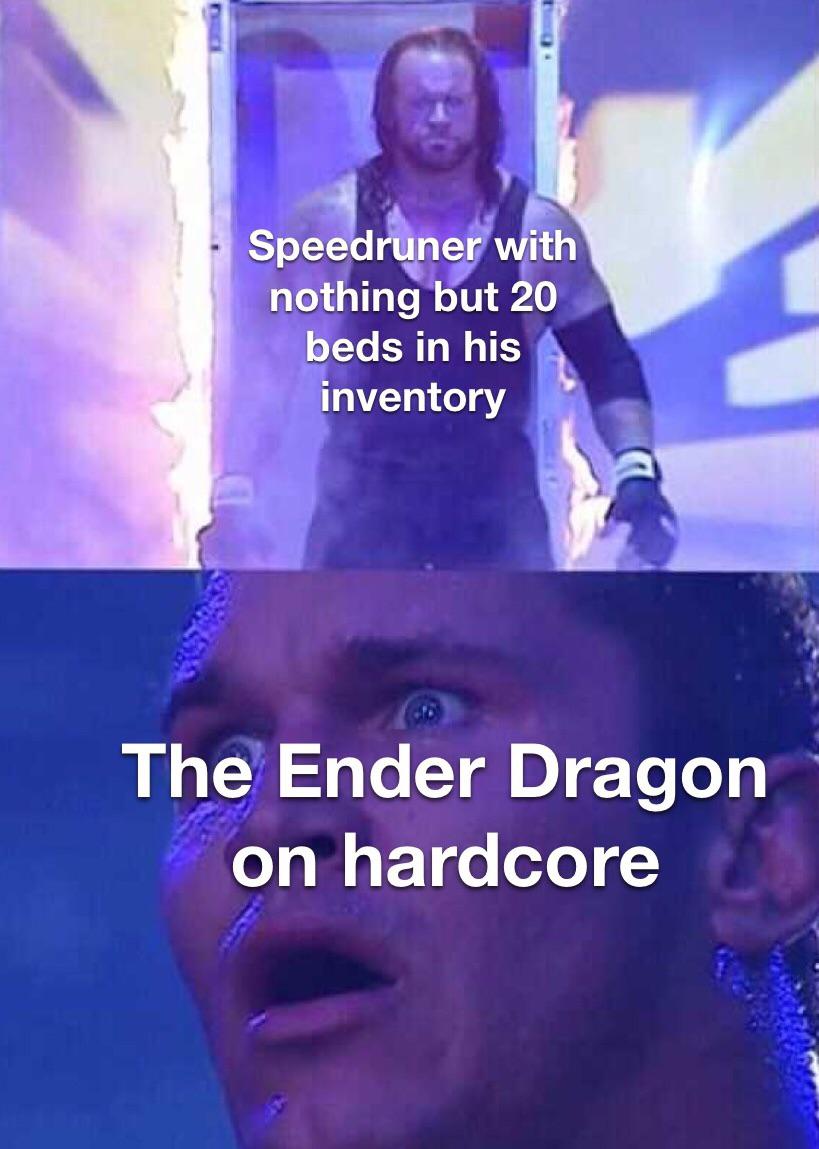 Speedruner with
nothing but 20
beds in his
inventory
The Ender Dragon
on hardcore